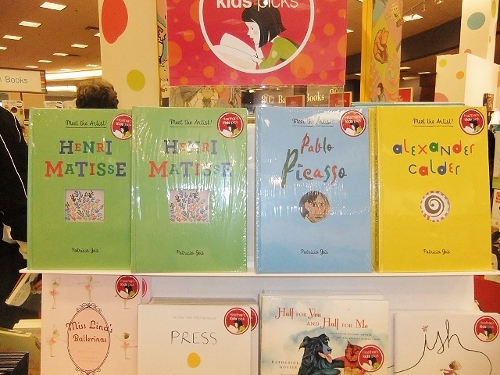 kids picks
Books
Books
Meet the Artist!
HENRI
MATISSE
Patricia Geis
Meet the Artist!
HENRI
MATISSE
Patricia Geis
Meet the Artist!
Pablo
Picasso
Patricia Geis
Meet the Artist!
alexander
calder
Patricia Geis
Miss Lina's
Ballerinas
PRESS
Half for You
AND Half for Me
ish